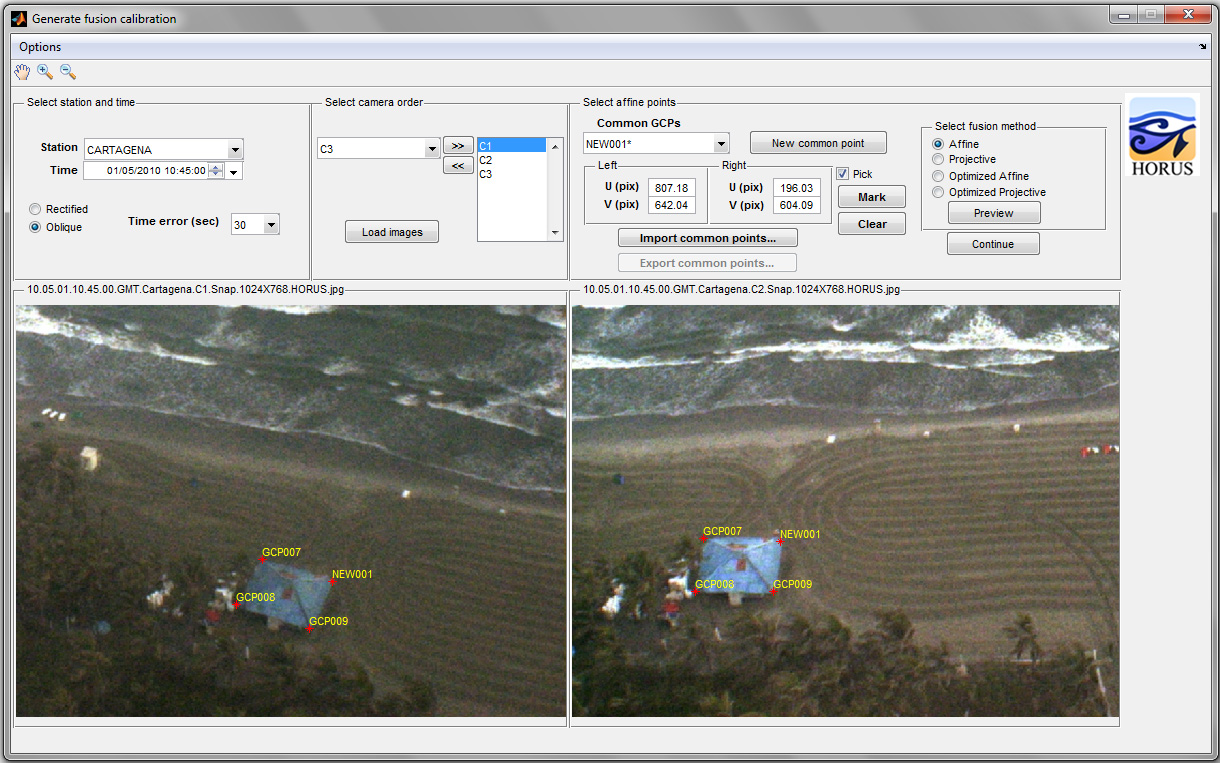 Generate fusion calibration
Options
Select station and time
Station
CARTAGENA
Time
01/05/2010 10:45:00
Rectified
Oblique
Time error (sec)
30
Select camera order
C3
>>
<<
C1
C2
C3
Load images
Select affine points
Common GCPs
NEW001*
New common point
Left
U (pix)
807.18
V (pix)
642.04
Right
U (pix)
196.03
V (pix)
604.09
Pick
Mark
Clear
Import common points...
Export common points...
Select fusion method
Affine
Projective
Optimized Affine
Optimized Projective
Preview
Continue
HORUS
10.05.01.10.45.00.GMT.Cartagena.C1.Snap.1024X768.HORUS.jpg
GCP007
NEW001
GCP008
GCP009
10.05.01.10.45.00.GMT.Cartagena.C2.Snap.1024X768.HORUS.jpg
GCP007
NEW001
GCP008
GCP009